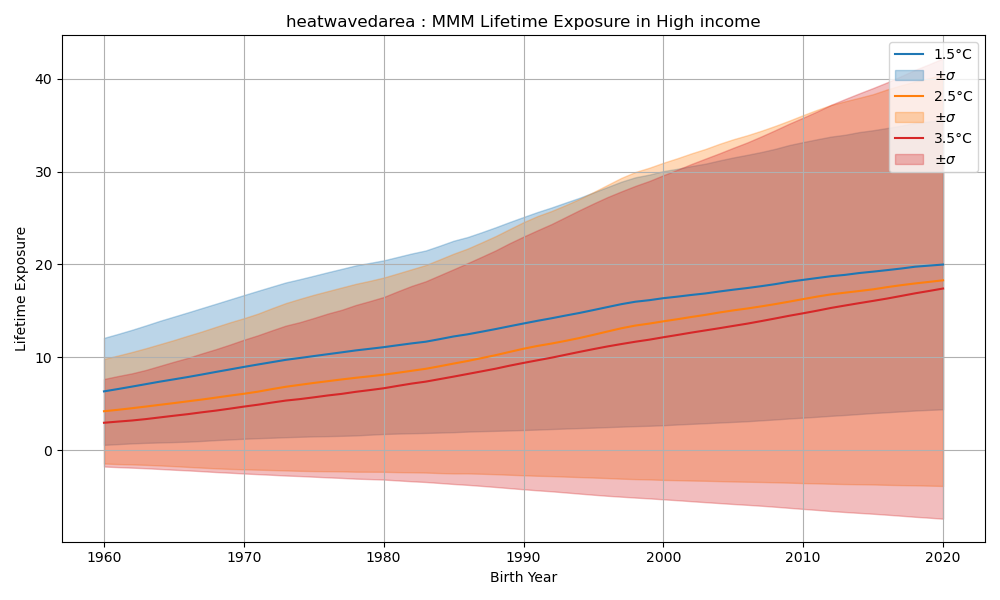 heatwavedarea : MMM Lifetime Exposure in High income
Lifetime Exposure
40
30
20
10
0
1960
1970
1980
1990
2000
2010
2020
Birth Year
1.5°C
±σ
2.5°C
±σ
3.5°C
±σ